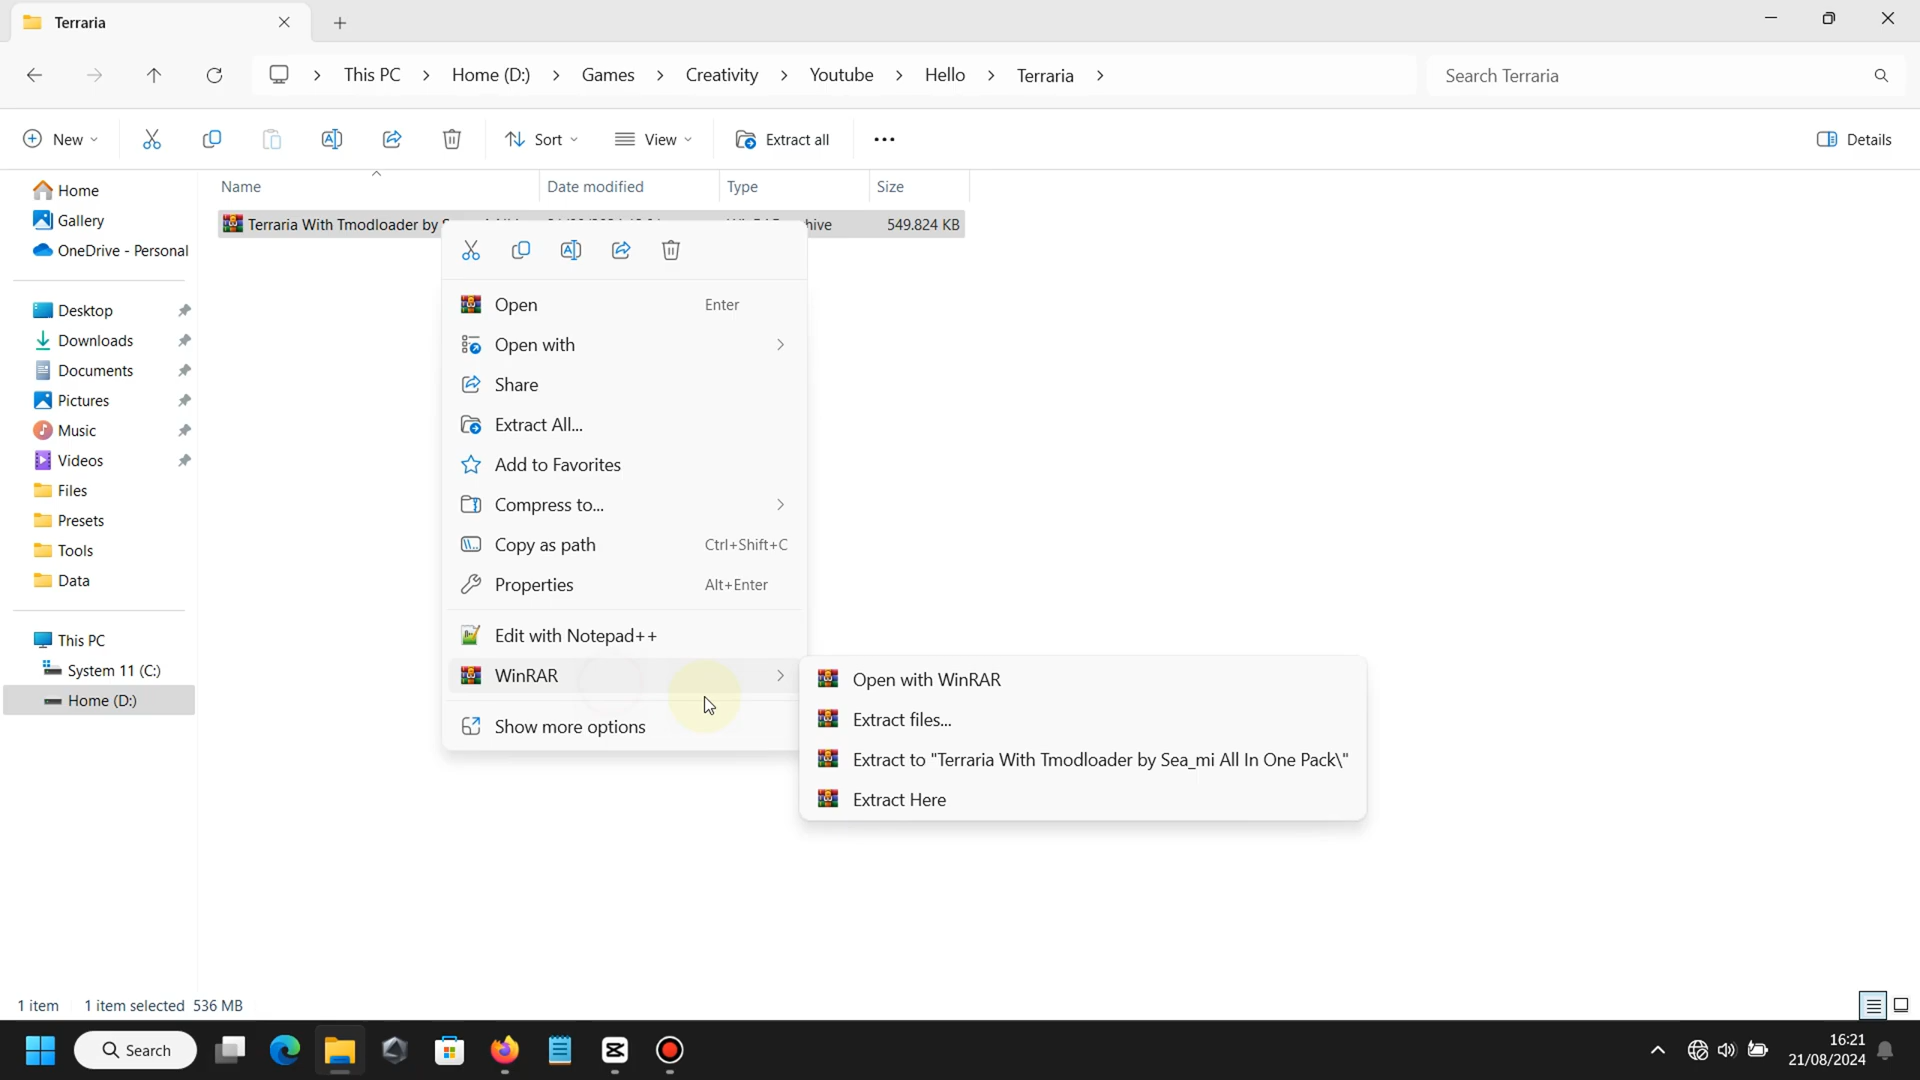 Terraria
This PC
Home (D:)
Games
Creativity
Youtube
Hello
Terraria
Search Terraria
New
Sort
View
Extract all
Details
Home
Gallery
OneDrive - Personal
Desktop
Downloads
Documents
Pictures
Music
Videos
Files
Presets
Tools
Data
This PC
System 11 (C:)
Home (D:)
Name
Date modified
Type
Size
Terraria With Tmodloader by
549.824 KB
Open
Enter
Open with
Share
Extract All...
Add to Favorites
Compress to...
Copy as path
Ctrl+Shift+C
Properties
Alt+Enter
Edit with Notepad++
WinRAR
Show more options
Open with WinRAR
Extract files...
Extract to "Terraria With Tmodloader by Sea_mi All In One Pack\"
Extract Here
1 item
1 item selected 536 MB
Search
16:21
21/08/2024